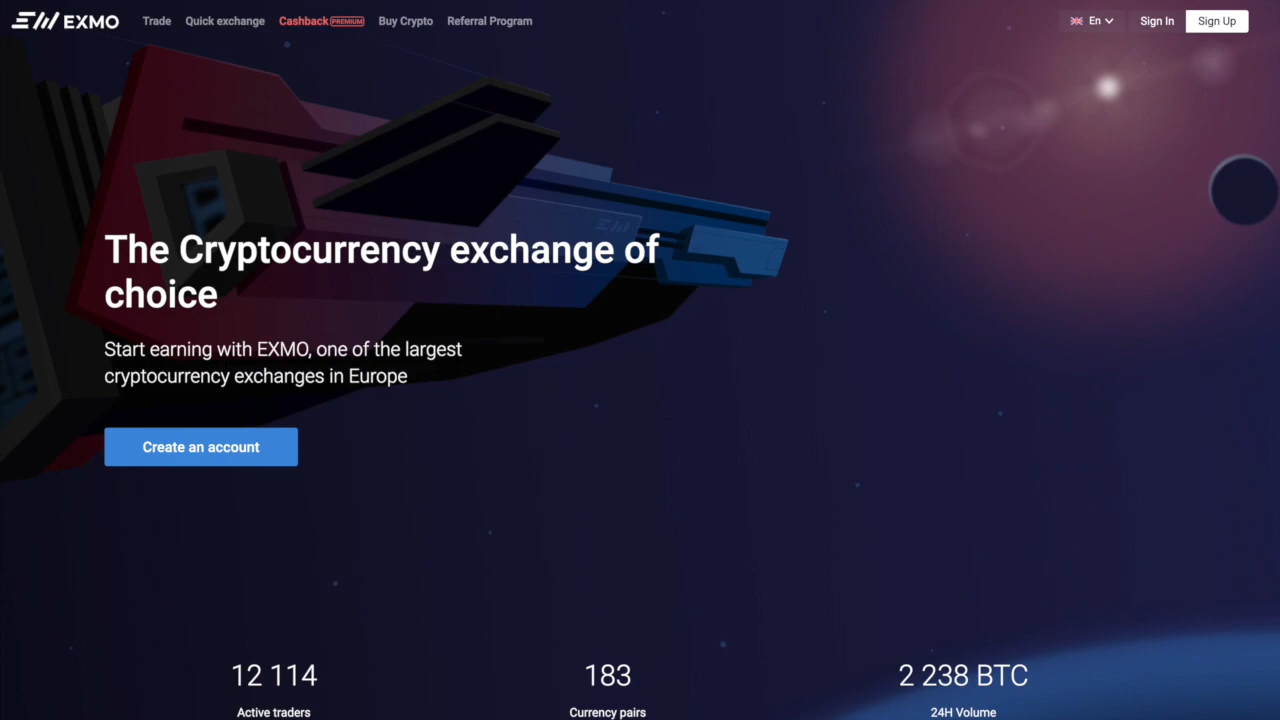 EXMO
Trade
Quick exchange
Cashback PREMIUM
Buy Crypto
Referral Program
En
Sign In
Sign Up
The Cryptocurrency exchange of
choice
Start earning with EXMO, one of the largest
cryptocurrency exchanges in Europe
Create an account
12 114
Active traders
183
Currency pairs
2 238 BTC
24H Volume